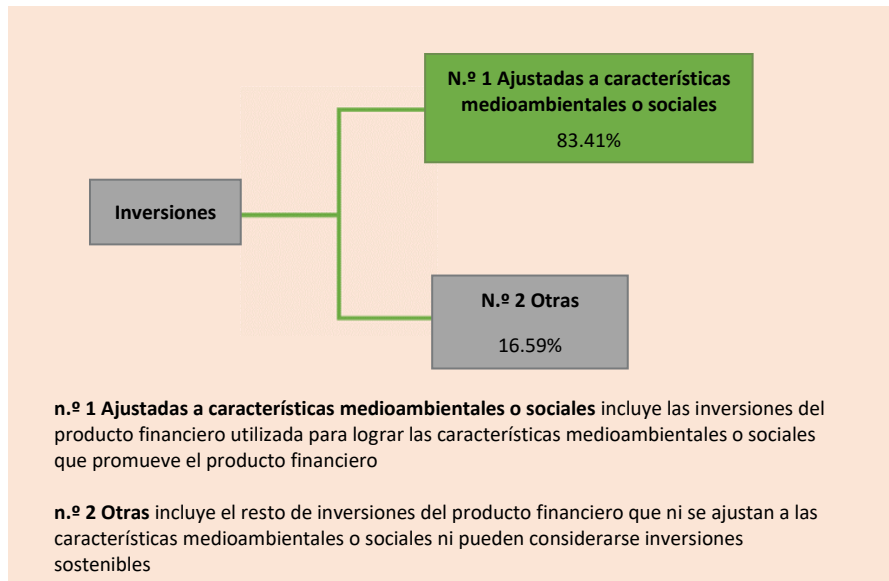 N.º 1 Ajustadas a características
medioambientales o sociales
83.41%
Inversiones
N.º 2 Otras
16.59%
n.º 1 Ajustadas a características medioambientales o sociales incluye las inversiones del
producto financiero utilizada para lograr las características medioambientales o sociales
que promueve el producto financiero
n.º 2 Otras incluye el resto de inversiones del producto financiero que ni se ajustan a las
características medioambientales o sociales ni pueden considerarse inversiones
sostenibles